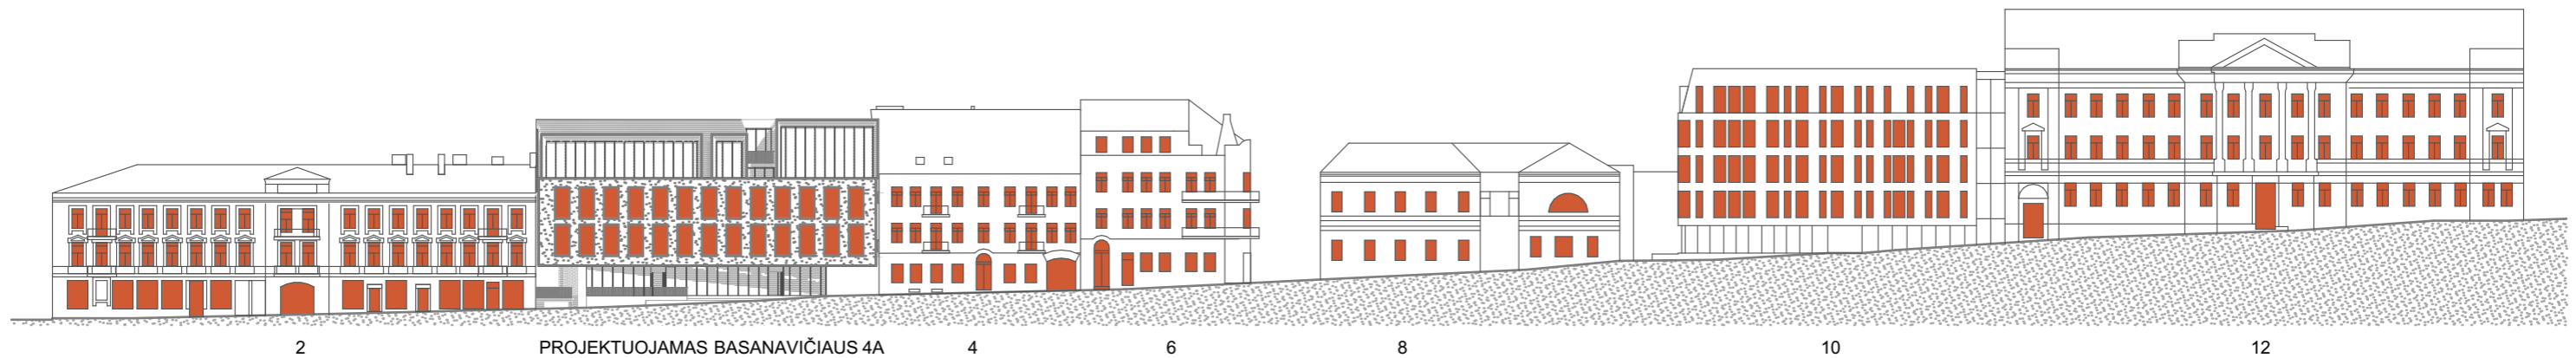 2 PROJEKTUOJAMAS BASANAVIČIAUS 4A 4 6 8 10 12